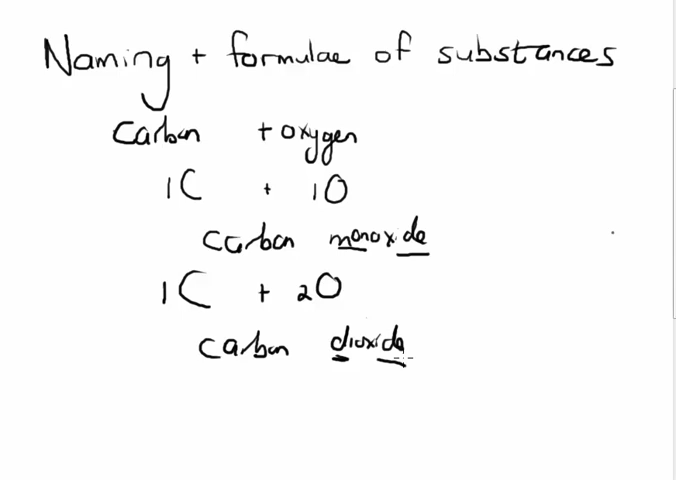 Naming + formulae of substances
Carbon + oxygen
1C + 1O
carbon monoxide
1C + 2O
carbon dioxide